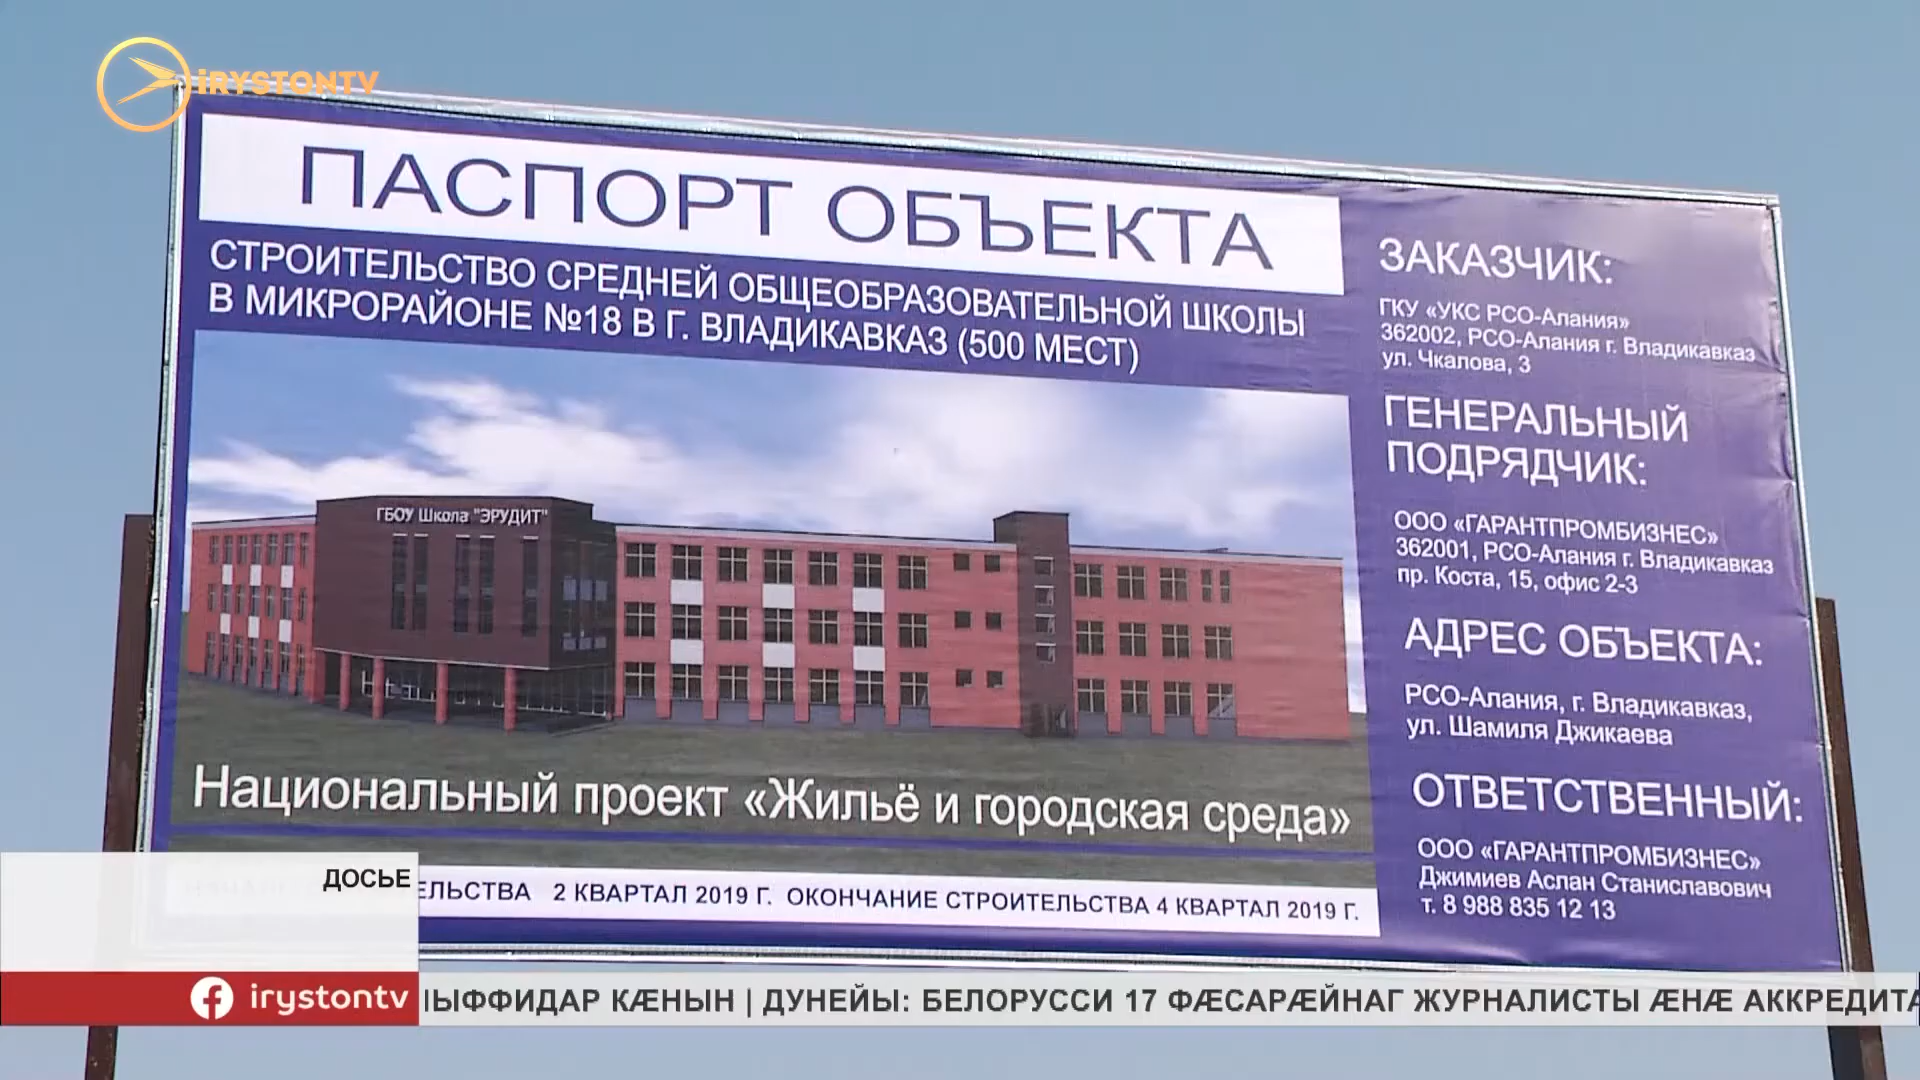 iRYSTONTV
ПАСПОРТ ОБЪЕКТА
СТРОИТЕЛЬСТВО СРЕДНЕЙ ОБЩЕОБРАЗОВАТЕЛЬНОЙ ШКОЛЫ
В МИКРОРАЙОНЕ №18 В Г. ВЛАДИКАВКАЗ (500 МЕСТ)
ГБОУ Школа "ЭРУДИТ"
Национальный проект «Жильё и городская среда»
ЕЛЬСТВА 2 КВАРТАЛ 2019 Г. ОКОНЧАНИЕ СТРОИТЕЛЬСТВА 4 КВАРТАЛ 2019 Г.
ЗАКАЗЧИК:
ГКУ «УКС РСО-Алания»
362002, РСО-Алания г. Владикавказ
ул. Чкалова, 3
ГЕНЕРАЛЬНЫЙ
ПОДРЯДЧИК:
ООО «ГАРАНТПРОМБИЗНЕС»
362001, РСО-Алания г. Владикавказ
пр. Коста, 15, офис 2-3
АДРЕС ОБЪЕКТА:
РСО-Алания, г. Владикавказ,
ул. Шамиля Джикаева
ОТВЕТСТВЕННЫЙ:
ООО «ГАРАНТПРОМБИЗНЕС»
Джимиев Аслан Станиславович
т. 8 988 835 12 13
ДОСЬЕ
irystontv
ЫФФИДАР КӔНЫН | ДУНЕЙЫ: БЕЛОРУССИ 17 ФӔСАРӔЙНАГ ЖУРНАЛИСТЫ ӔНӔ АККРЕДИТА